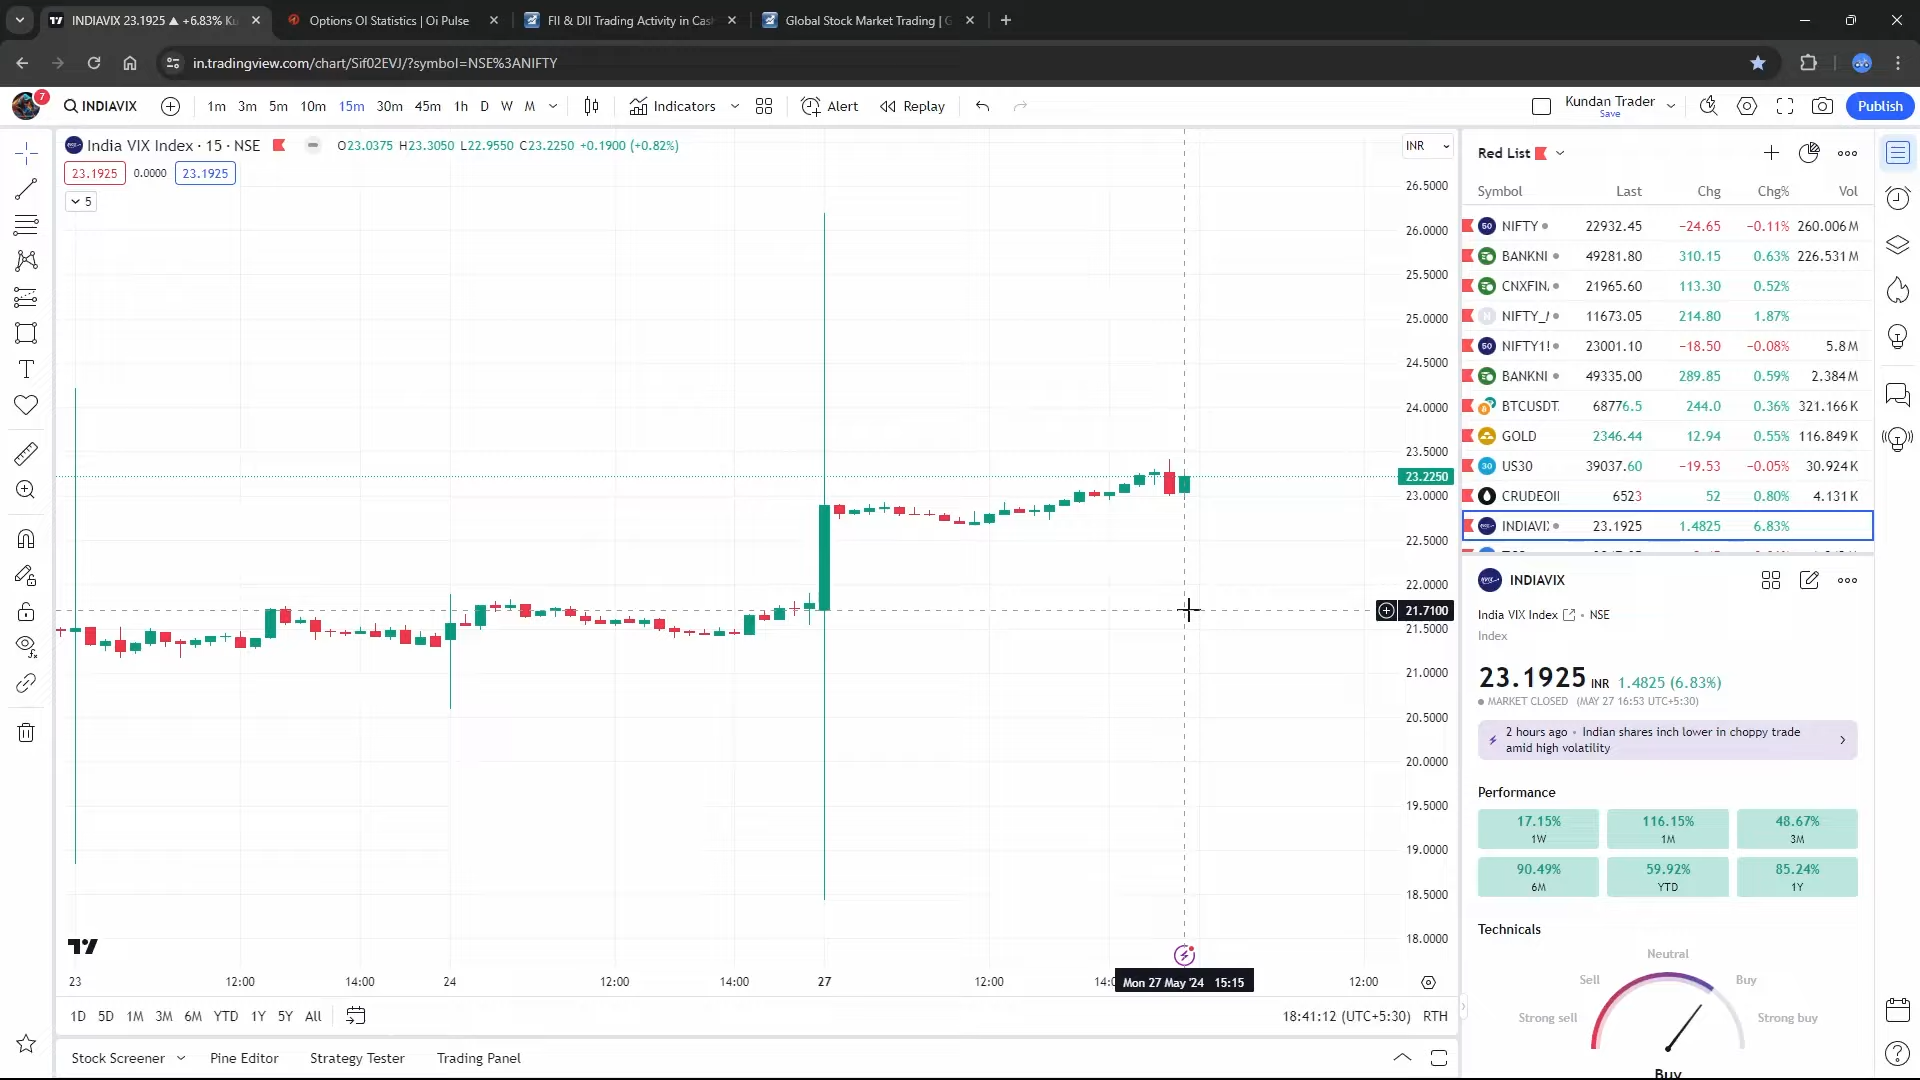 INDIAVIX 23.1925 ▲ +6.83% Ku
Options OI Statistics | Oi Pulse
FII & DII Trading Activity in Cas
Global Stock Market Trading | G
in.tradingview.com/chart/Sif02EVJ/?symbol=NSE%3ANIFTY
7
INDIAVIX
1m 3m 5m 10m 15m 30m 45m 1h D W M
Indicators
Alert
Replay
Kundan Trader
Save
Publish
India VIX Index · 15 · NSE
O23.0375 H23.3050 L22.9550 C23.2250 +0.1900 (+0.82%)
23.1925 0.0000 23.1925
5
INR
26.5000
26.0000
25.5000
25.0000
24.5000
24.0000
23.5000
23.2250
23.0000
22.5000
22.0000
21.7100
21.5000
21.0000
20.5000
20.0000
19.5000
19.0000
18.5000
18.0000
23 12:00 14:00 24 12:00 14:00 27 12:00 14:0 Mon 27 May '24 15:15 12:00
1D 5D 1M 3M 6M YTD 1Y 5Y All
18:41:12 (UTC+5:30) RTH
Stock Screener Pine Editor Strategy Tester Trading Panel
Red List
Symbol Last Chg Chg% Vol
NIFTY 22932.45 −24.65 −0.11% 260.006M
BANKNI 49281.80 310.15 0.63% 226.531M
CNXFIN. 21965.60 113.30 0.52%
NIFTY_ 11673.05 214.80 1.87%
NIFTY1! 23001.10 −18.50 −0.08% 5.8M
BANKNI 49335.00 289.85 0.59% 2.384M
BTCUSDT. 68776.5 244.0 0.36% 321.166K
GOLD 2346.44 12.94 0.55% 116.849K
US30 39037.60 −19.53 −0.05% 30.924K
CRUDEOII 6523 52 0.80% 4.131K
INDIAVI 23.1925 1.4825 6.83%
INDIAVIX
India VIX Index • NSE
Index
23.1925 INR 1.4825 (6.83%)
MARKET CLOSED (MAY 27 16:53 UTC+5:30)
2 hours ago • Indian shares inch lower in choppy trade
amid high volatility
Performance
17.15% 116.15% 48.67%
1W 1M 3M
90.49% 59.92% 85.24%
6M YTD 1Y
Technicals
Neutral
Sell Buy
Strong sell Strong buy
Buy